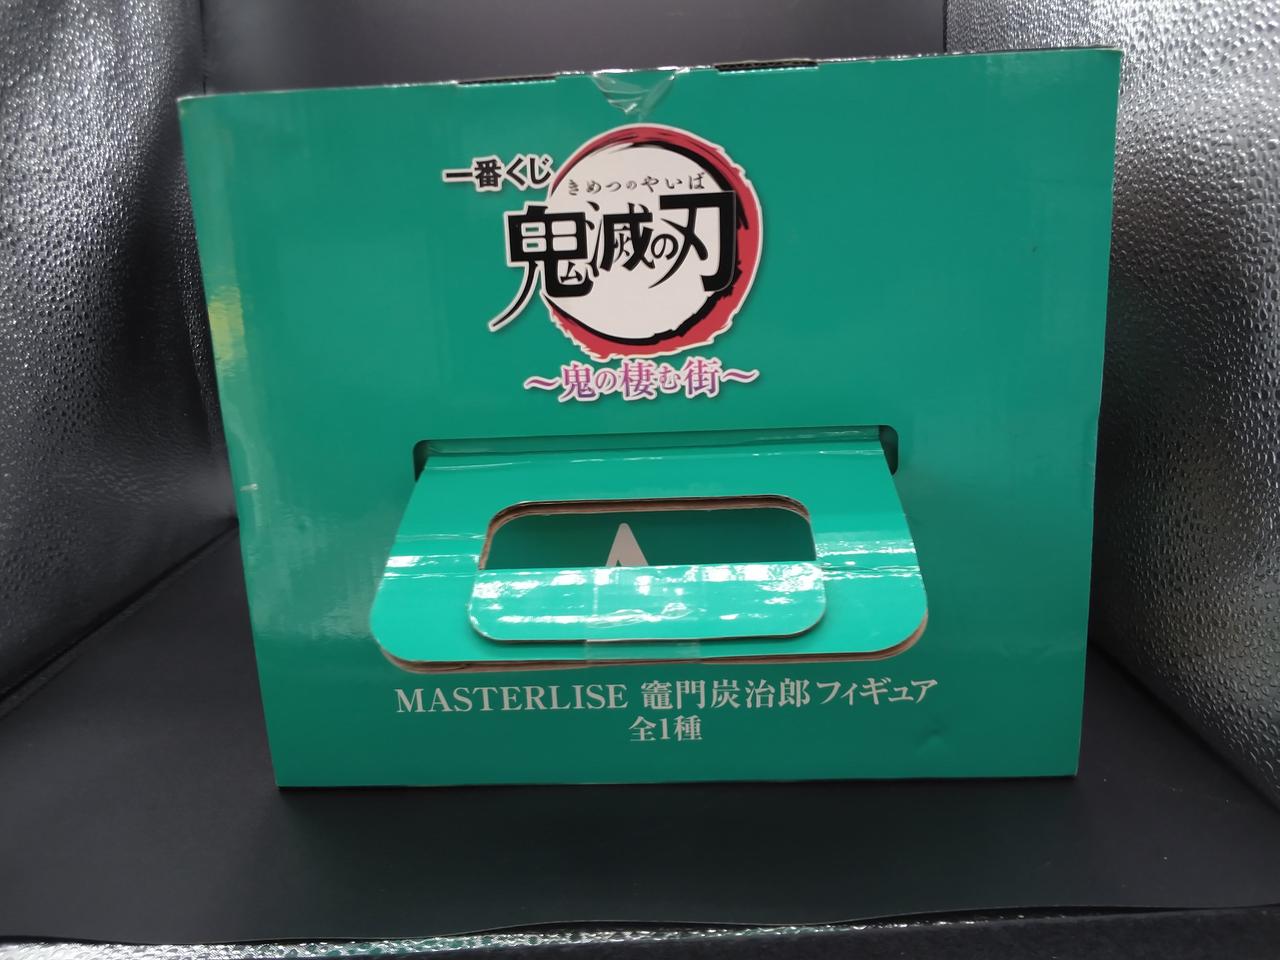 一番くじ
きめつのやいば
鬼滅の刃
～鬼の棲む街～
A
MASTERLISE 竈門炭治郎フィギュア
全1種